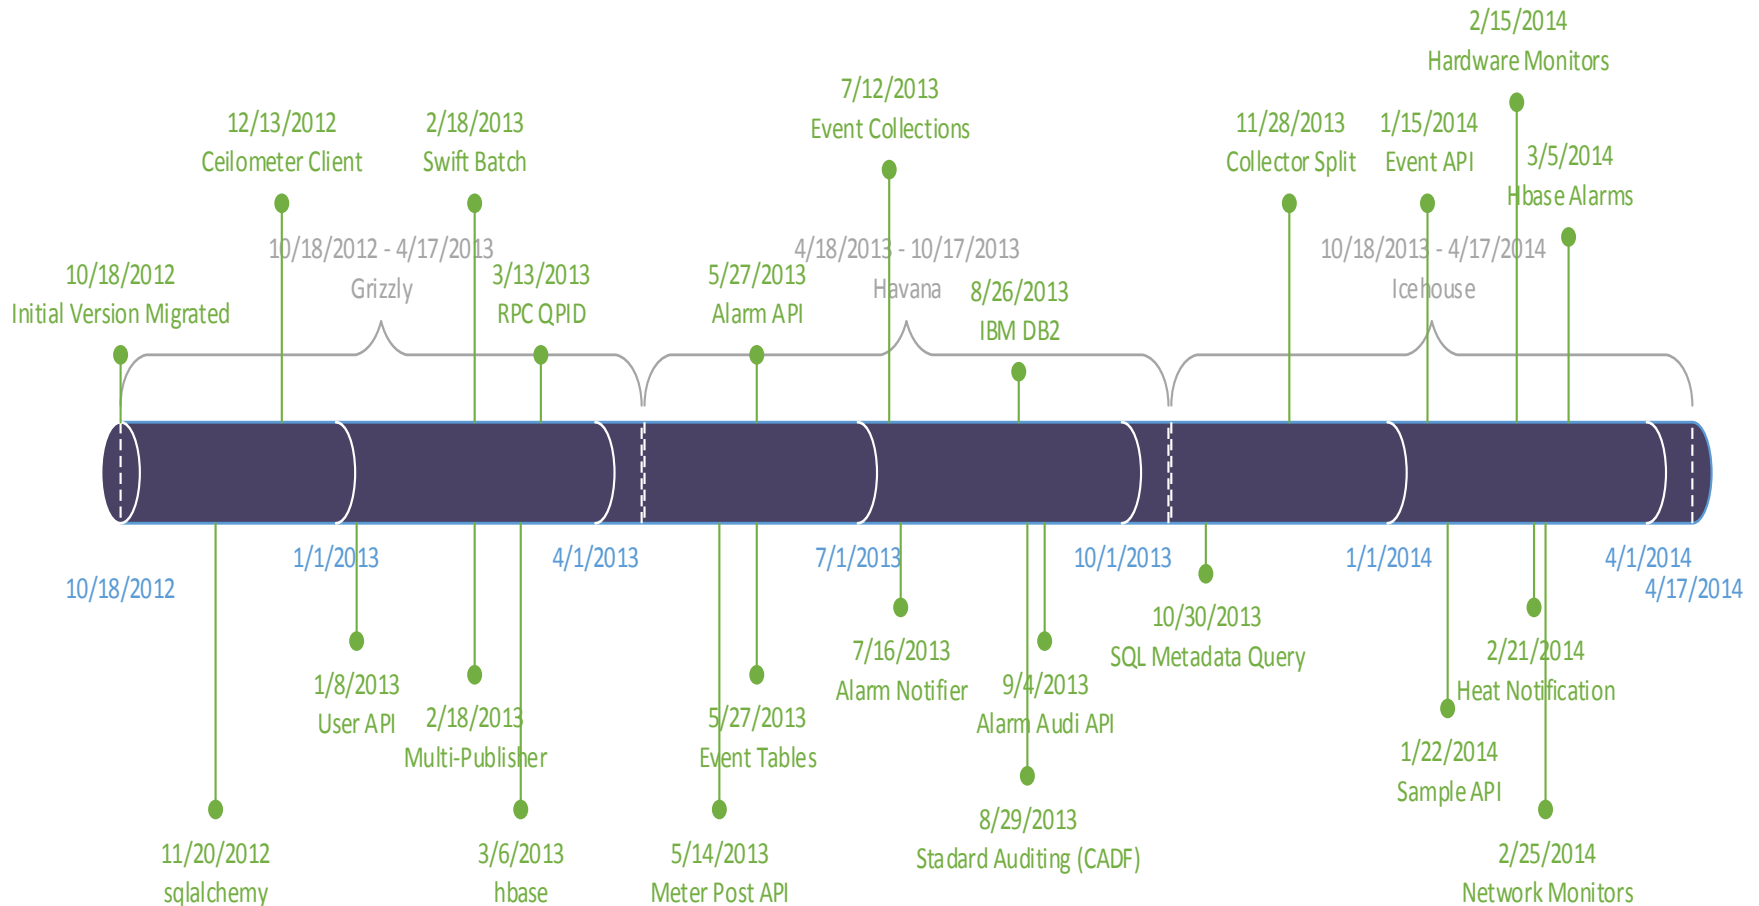 2/15/2014
Hardware Monitors
7/12/2013
Event Collections
12/13/2012
Ceilometer Client
2/18/2013
Swift Batch
11/28/2013
Collector Split
1/15/2014
Event API
3/5/2014
Hbase Alarms
10/18/2012 - 4/17/2013
Grizzly
4/18/2013 - 10/17/2013
Havana
10/18/2013 - 4/17/2014
Icehouse
10/18/2012
Initial Version Migrated
3/13/2013
RPC QPID
5/27/2013
Alarm API
8/26/2013
IBM DB2
10/18/2012
1/1/2013
4/1/2013
7/1/2013
10/1/2013
1/1/2014
4/1/2014
4/17/2014
10/30/2013
SQL Metadata Query
7/16/2013
Alarm Notifier
2/21/2014
Heat Notification
1/8/2013
User API
9/4/2013
Alarm Audi API
2/18/2013
Multi-Publisher
5/27/2013
Event Tables
1/22/2014
Sample API
8/29/2013
Stadard Auditing (CADF)
11/20/2012
sqlalchemy
3/6/2013
hbase
5/14/2013
Meter Post API
2/25/2014
Network Monitors